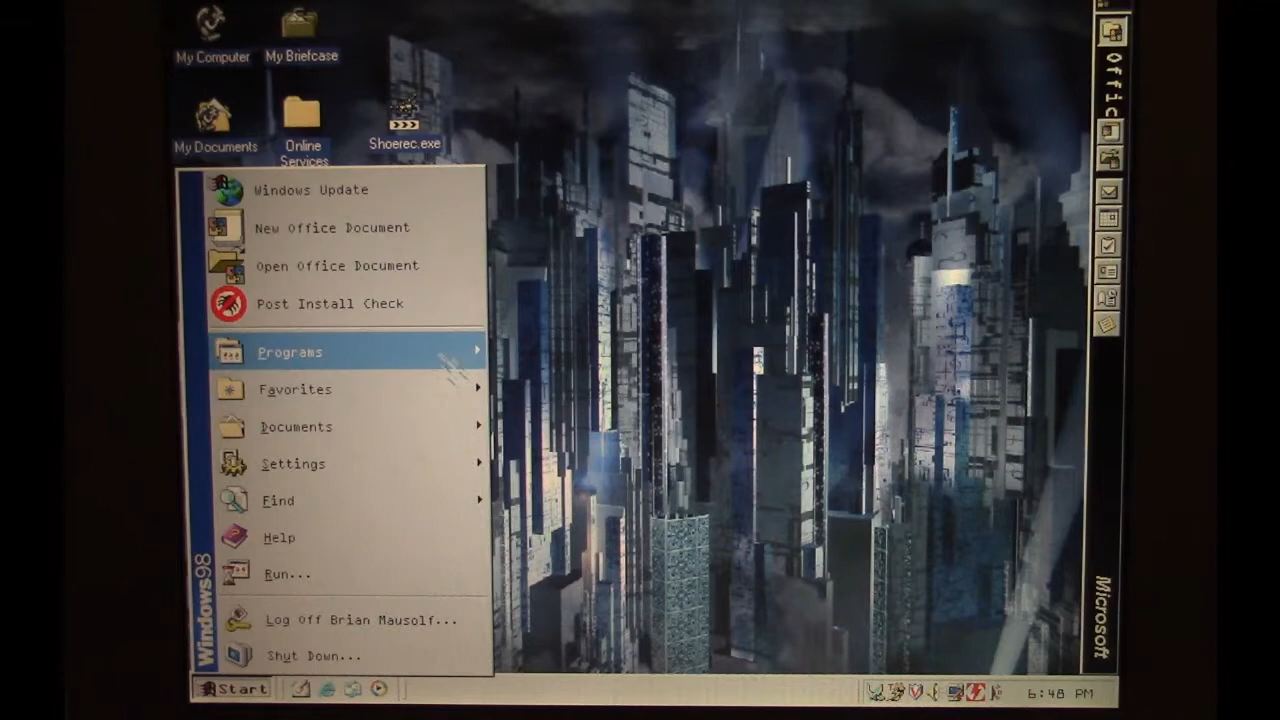 My Computer
My Briefcase
My Documents
Online
Services
Shoerec.exe
Windows Update
New Office Document
Open Office Document
Post Install Check
Programs
Favorites
Documents
Settings
Find
Help
Run...
Log Off Brian Mausolf...
Shut Down...
Windows98
Start
6:48 PM
Offic
Microsoft